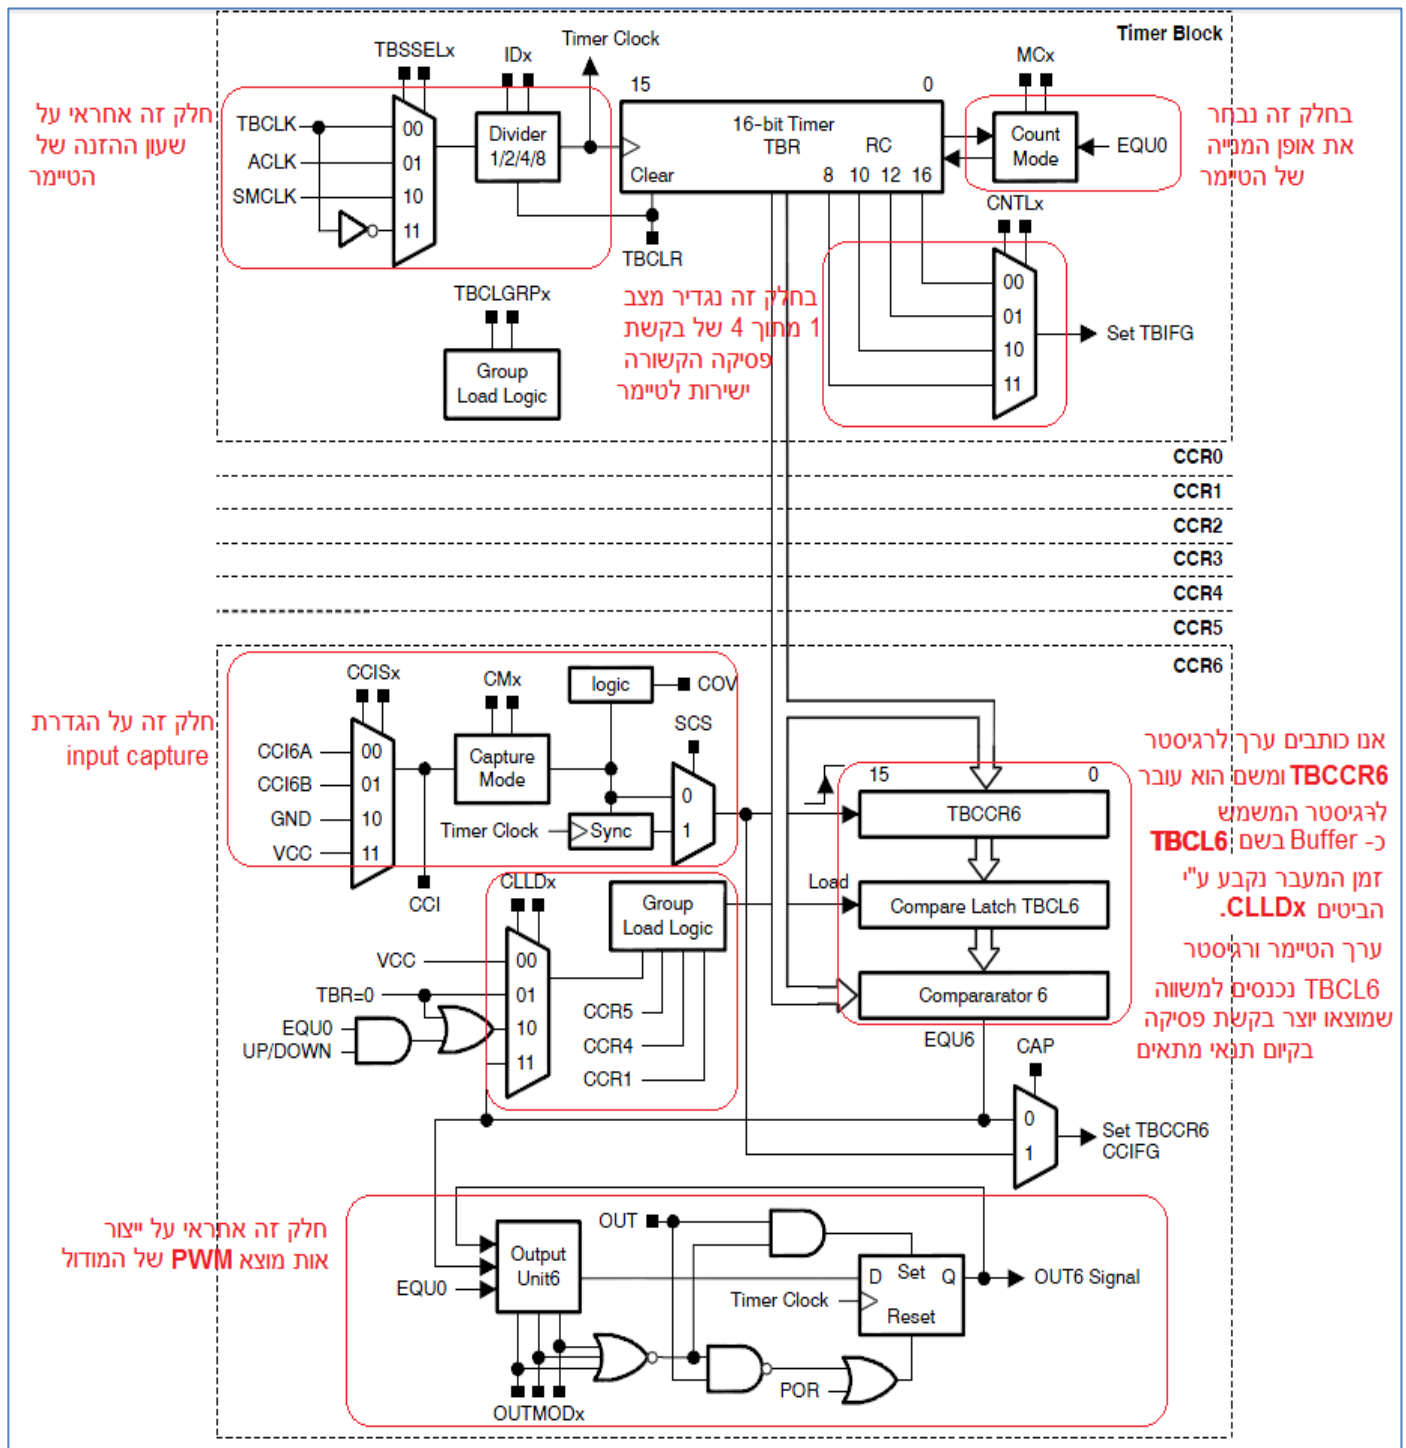 Timer Block
Timer Clock
TBSSELx
IDx
15
0
MCx
חלק זה אחראי על
שעון ההזנה של
הטיימר
TBCLK
ACLK
SMCLK
00
01
10
11
Divider
1/2/4/8
16-bit Timer
TBR
RC
Clear
8 10 12 16
Count
Mode
EQU0
בחלק זה נבחר
את אופן המנייה
של הטיימר
TBCLR
CNTLx
00
01
10
11
Set TBIFG
TBCLGRPx
Group
Load Logic
בחלק זה נגדיר מצב
1 מתוך 4 של בקשת
פסיקה הקשורה
ישירות לטיימר
CCR0
CCR1
CCR2
CCR3
CCR4
CCR5
CCR6
חלק זה על הגדרת
input capture
CCISx
CMx
logic
COV
SCS
CCI6A
CCI6B
GND
VCC
00
01
10
11
Capture
Mode
Timer Clock
Sync
0
1
CCI
15
0
TBCCR6
Load
Compare Latch TBCL6
Compararator 6
EQU6
אנו כותבים ערך לרגיסטר
TBCCR6 ומשם הוא עובר
לרגיסטר המשמש
כ- Buffer בשם TBCL6
זמן המעבר נקבע ע"י
הביטים CLLDx.
ערך הטיימר ורגיסטר
TBCL6 נכנסים למשווה
שמוצאו יוצר בקשת פסיקה
בקיום תנאי מתאים
CLLDx
Group
Load Logic
VCC
TBR=0
EQU0
UP/DOWN
00
01
10
11
CCR5
CCR4
CCR1
CAP
0
1
Set TBCCR6
CCIFG
חלק זה אחראי על ייצור
אות מוצא PWM של המודול
OUT
Output
Unit6
EQU0
Timer Clock
D Set Q
Reset
OUT6 Signal
POR
OUTMODx